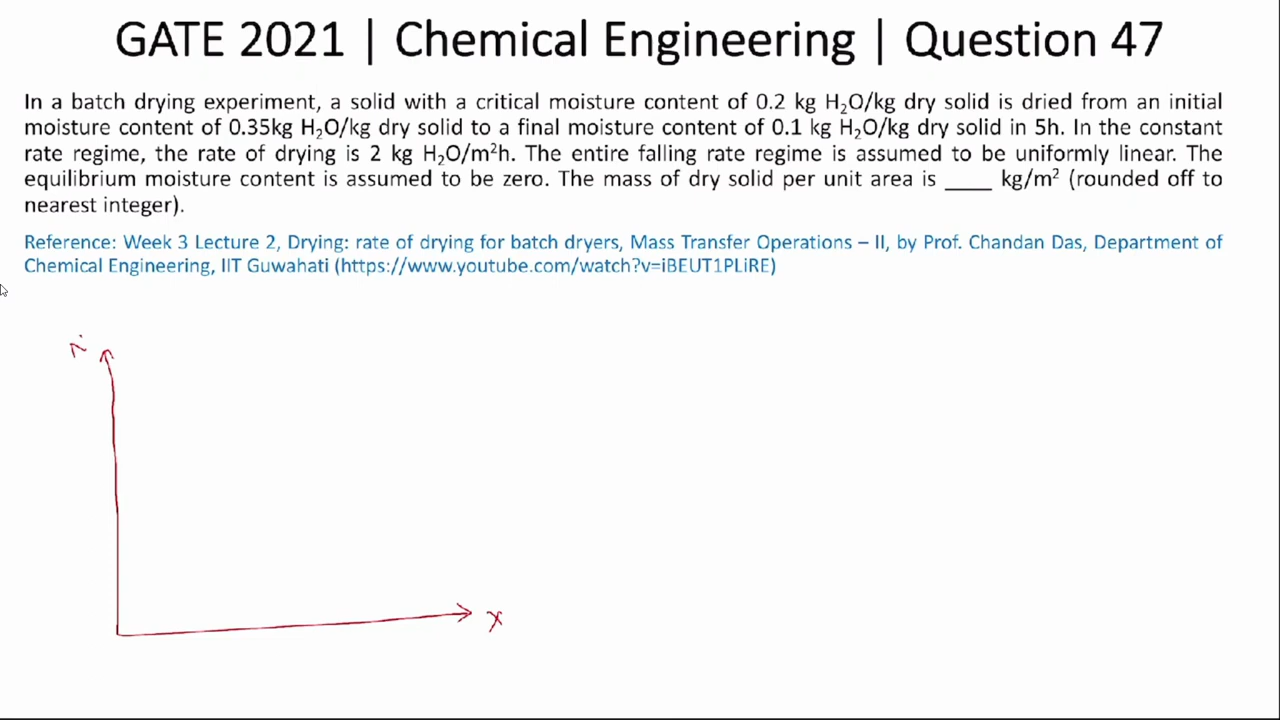 GATE 2021 | Chemical Engineering | Question 47
In a batch drying experiment, a solid with a critical moisture content of 0.2 kg H₂O/kg dry solid is dried from an initial
moisture content of 0.35kg H₂O/kg dry solid to a final moisture content of 0.1 kg H₂O/kg dry solid in 5h. In the constant
rate regime, the rate of drying is 2 kg H₂O/m²h. The entire falling rate regime is assumed to be uniformly linear. The
equilibrium moisture content is assumed to be zero. The mass of dry solid per unit area is ____ kg/m² (rounded off to
nearest integer).
Reference: Week 3 Lecture 2, Drying: rate of drying for batch dryers, Mass Transfer Operations – II, by Prof. Chandan Das, Department of
Chemical Engineering, IIT Guwahati (https://www.youtube.com/watch?v=iBEUT1PLiRE)
X